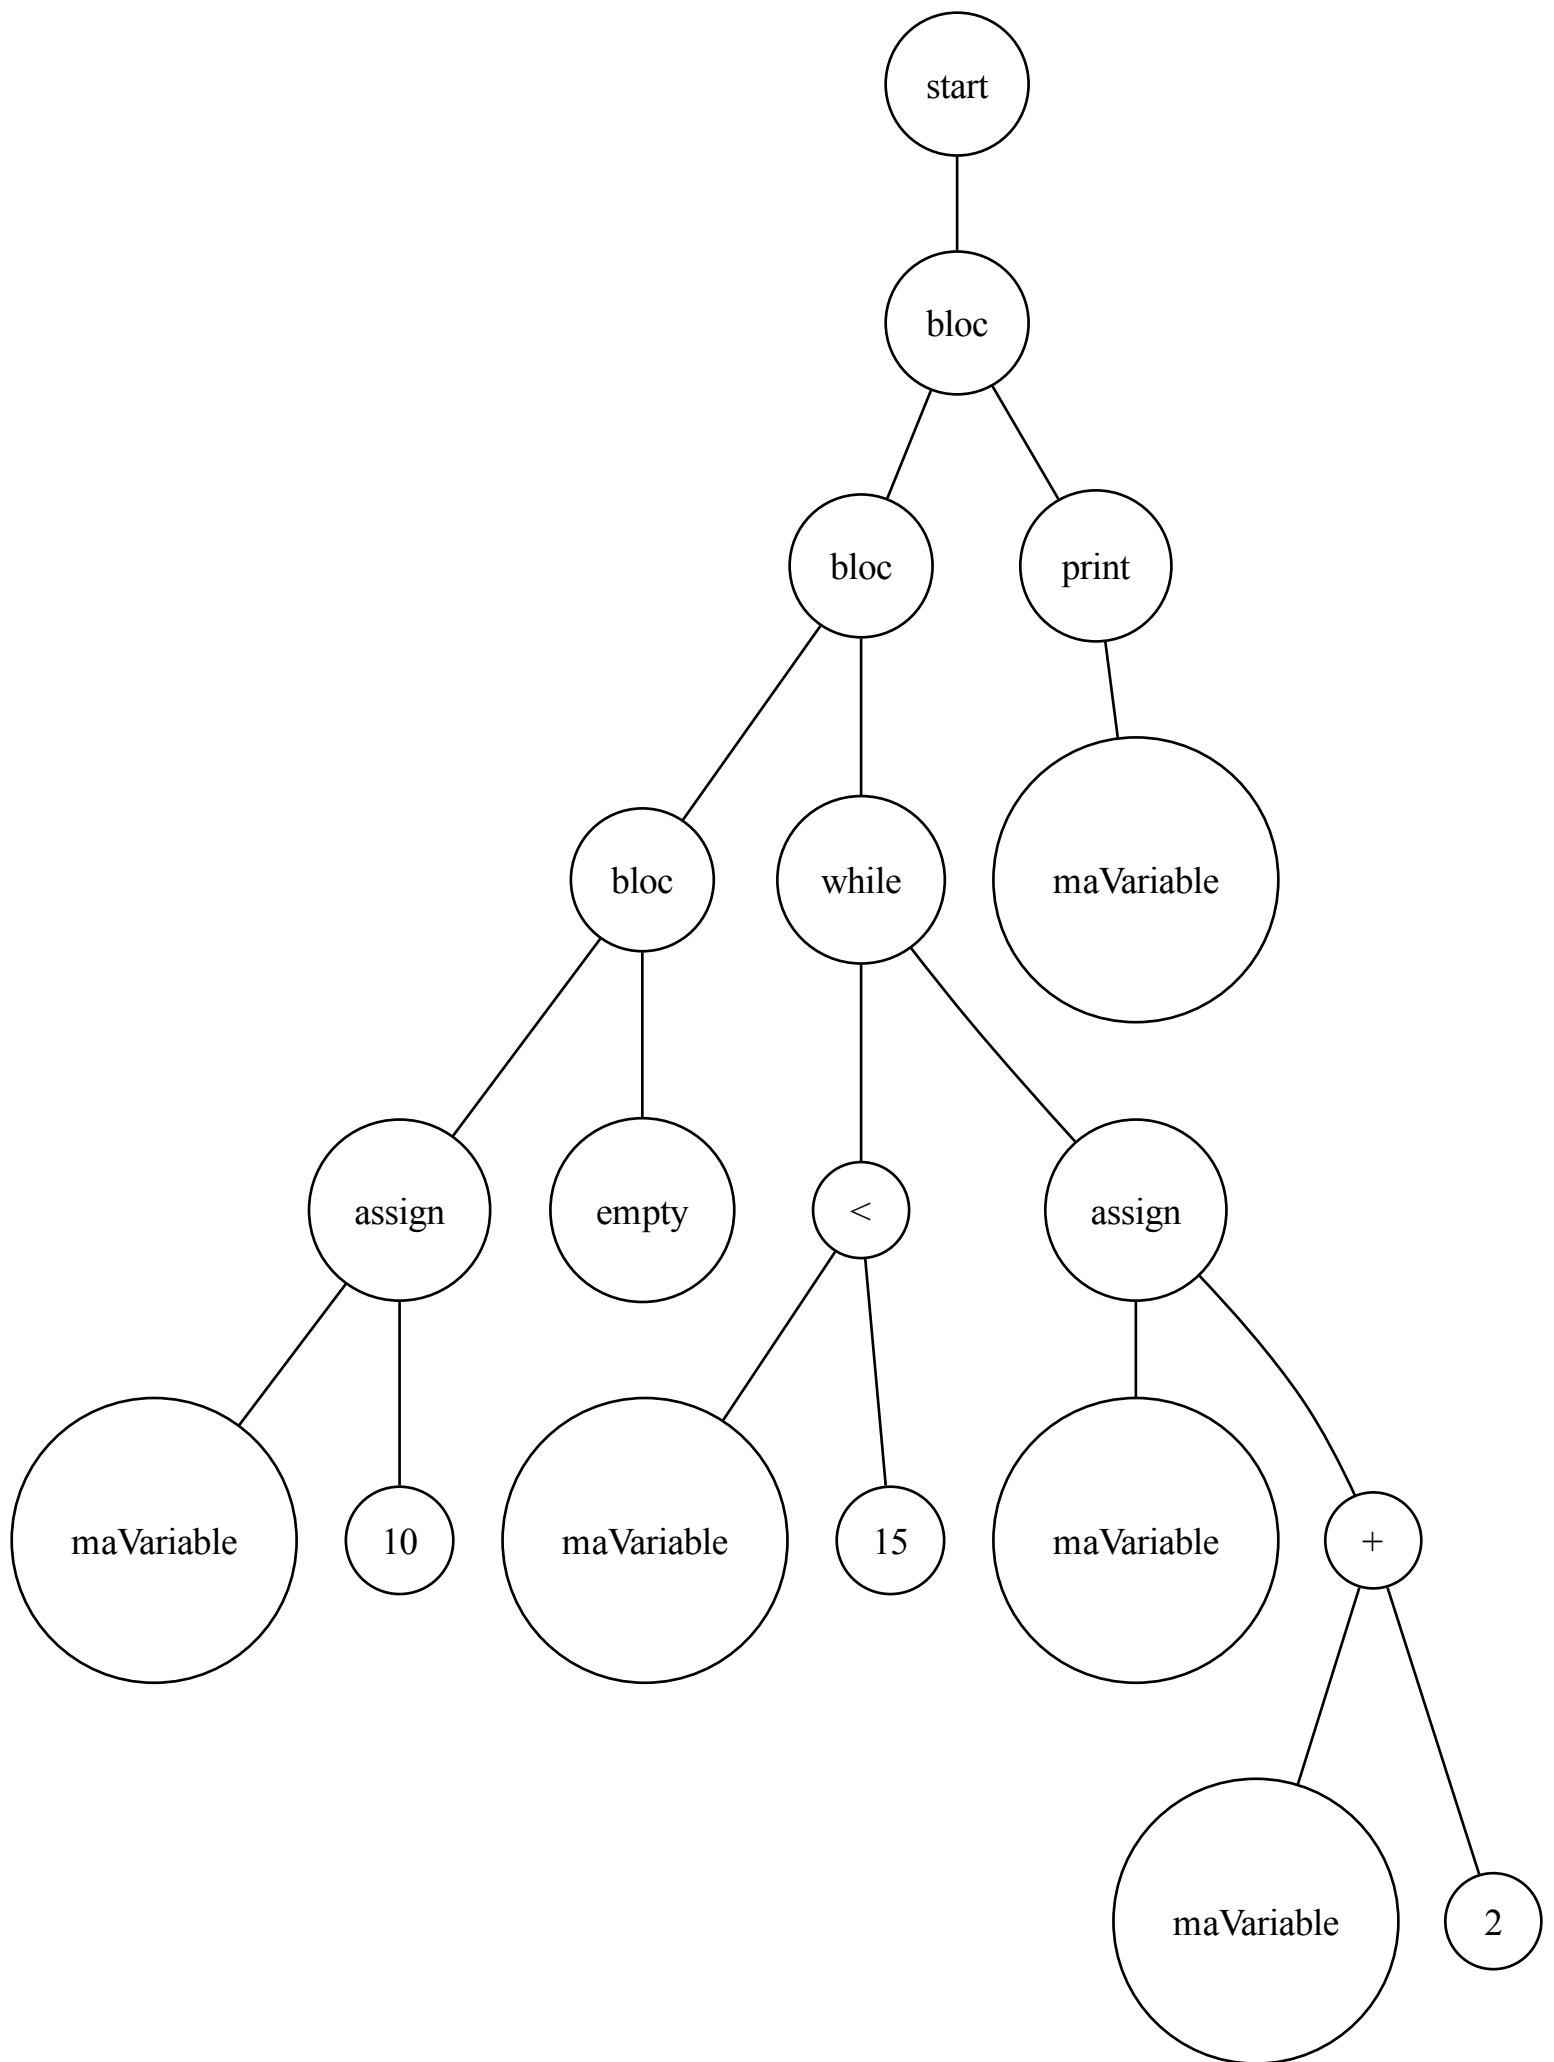 start
bloc
bloc
print
bloc
while
maVariable
assign
empty
<
assign
maVariable
10
maVariable
15
maVariable
+
maVariable
2